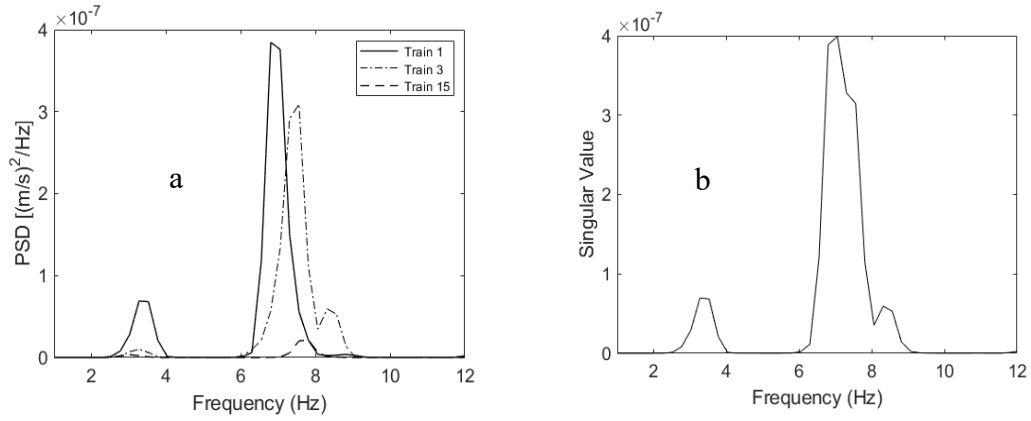 ×10⁻⁷
4
3
2
1
0
PSD [(m/s)²/Hz]
a
Train 1
Train 3
Train 15
2
4
6
8
10
12
Frequency (Hz)
×10⁻⁷
4
3
2
1
0
Singular Value
b
2
4
6
8
10
12
Frequency (Hz)